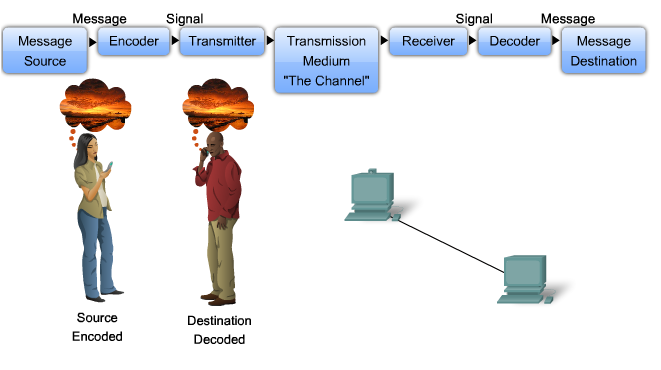 Message Signal Signal Message
Message Source
Encoder
Transmitter
Transmission Medium "The Channel"
Receiver
Decoder
Message Destination
Source
Encoded
Destination
Decoded